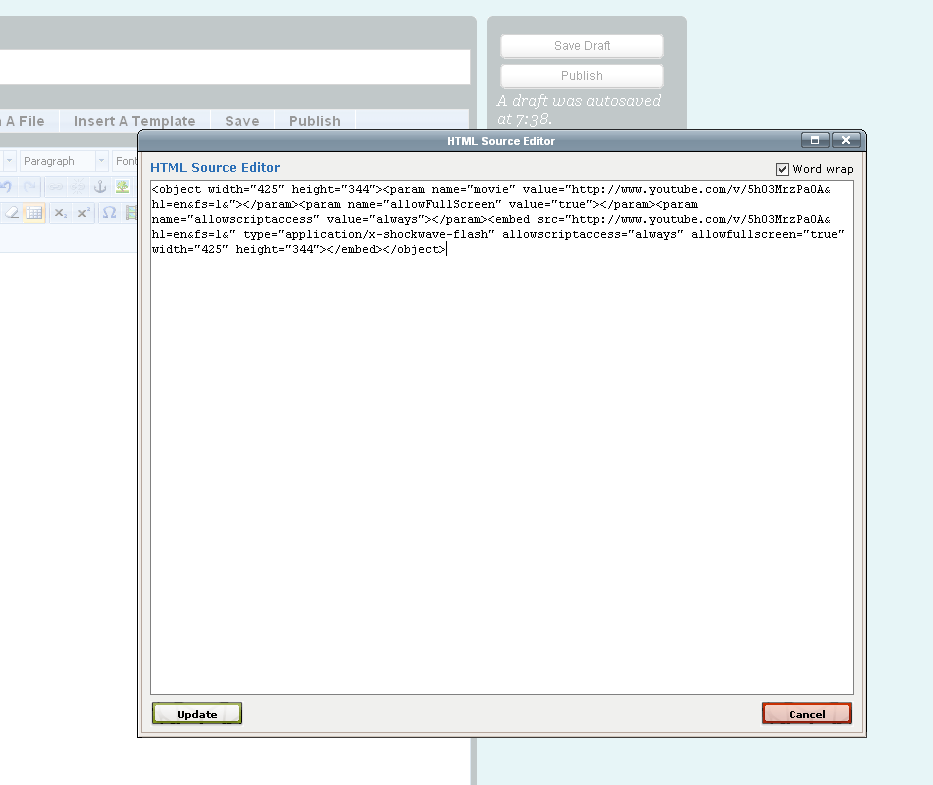 Save Draft
Publish
A draft was autosaved
at 7:38.
A File
Insert A Template
Save
Publish
HTML Source Editor
Paragraph
Font
HTML Source Editor
Word wrap
<object width="425" height="344"><param name="movie" value="http://www.youtube.com/v/5hO3MrzPaOA&
hl=en&fs=1&"></param><param name="allowFullScreen" value="true"></param><param
name="allowscriptaccess" value="always"></param><embed src="http://www.youtube.com/v/5hO3MrzPaOA&
hl=en&fs=1&" type="application/x-shockwave-flash" allowscriptaccess="always" allowfullscreen="true"
width="425" height="344"></embed></object>
Update
Cancel